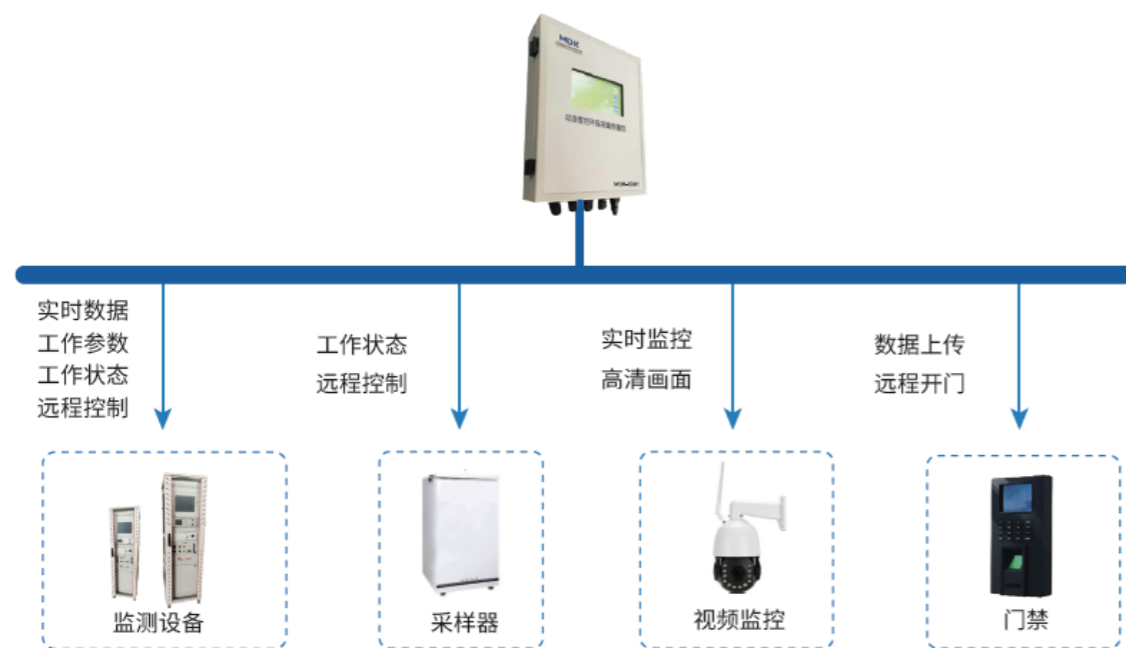 MDK
实时数据
工作参数
工作状态
远程控制
工作状态
远程控制
实时监控
高清画面
数据上传
远程开门
监测设备
采样器
视频监控
门禁